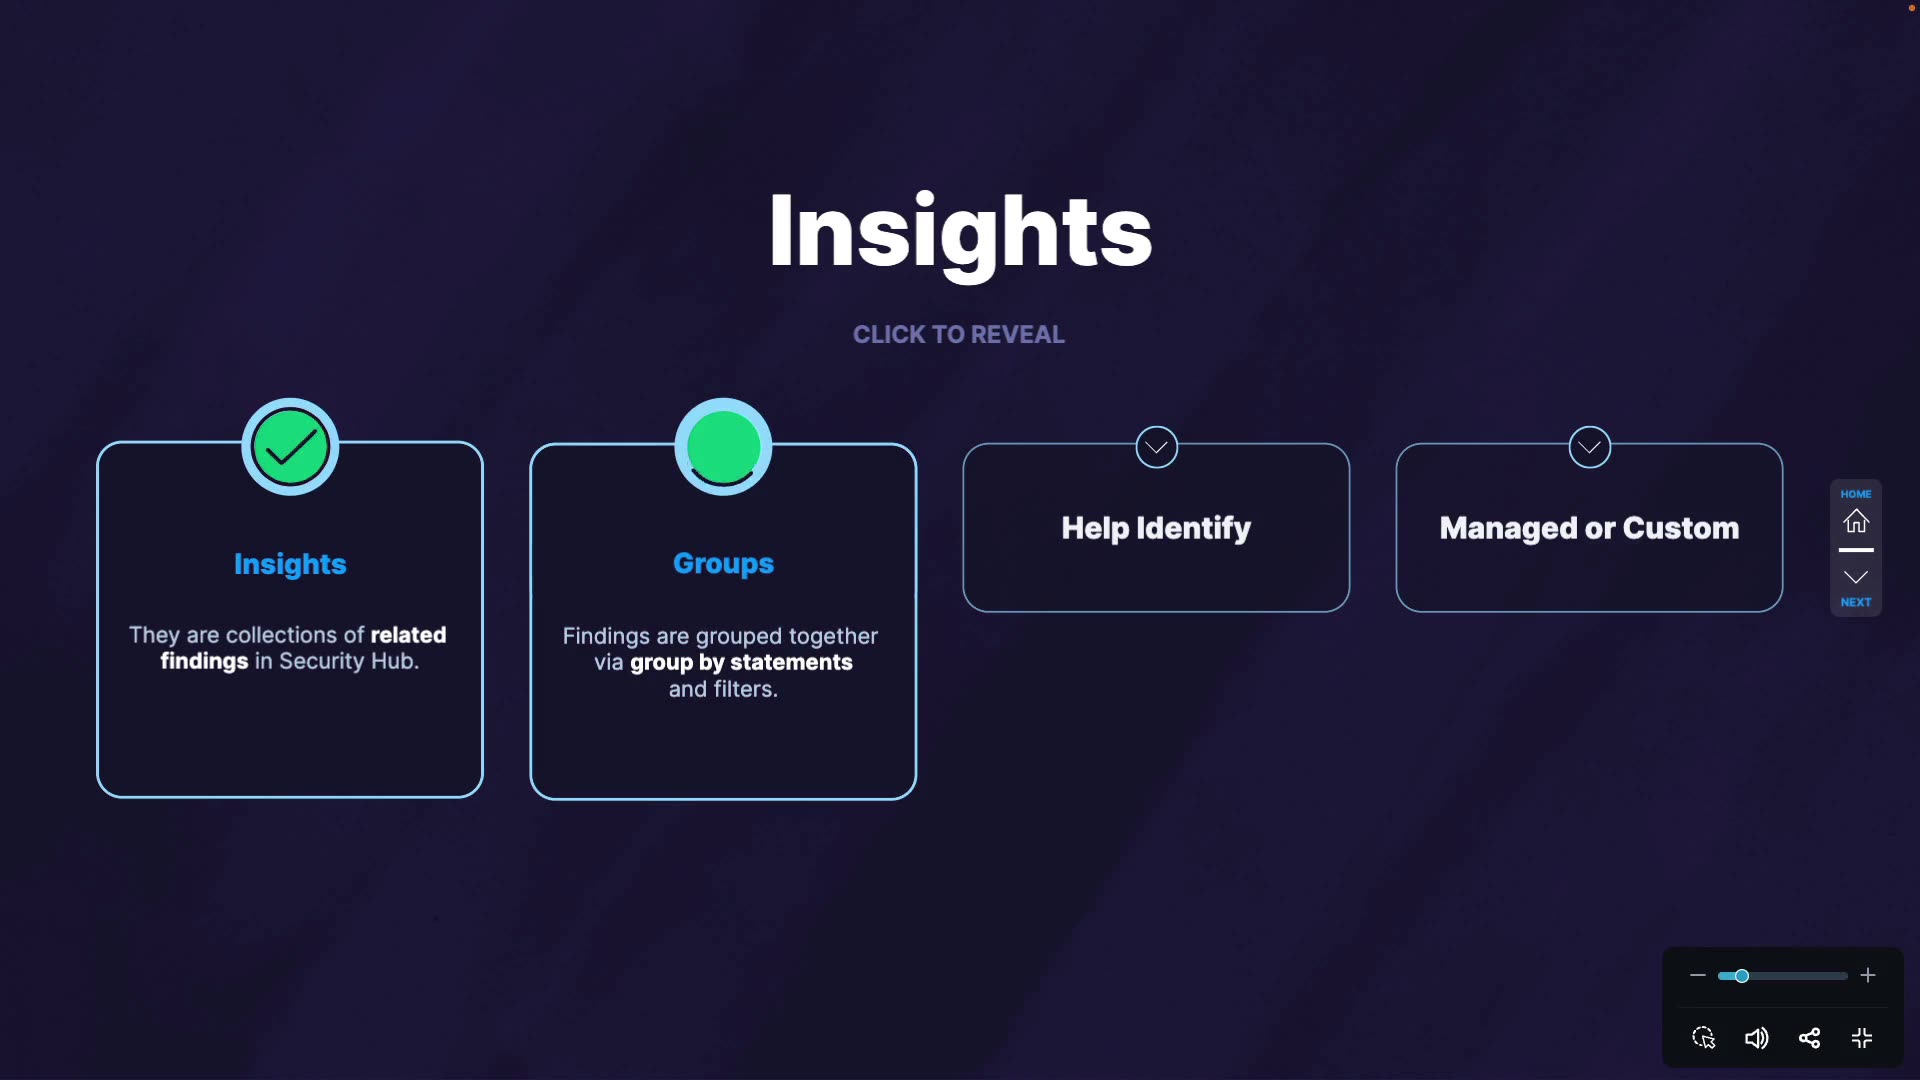 Insights
CLICK TO REVEAL
Insights
They are collections of related
findings in Security Hub.
Groups
Findings are grouped together
via group by statements
and filters.
Help Identify
Managed or Custom
HOME
NEXT